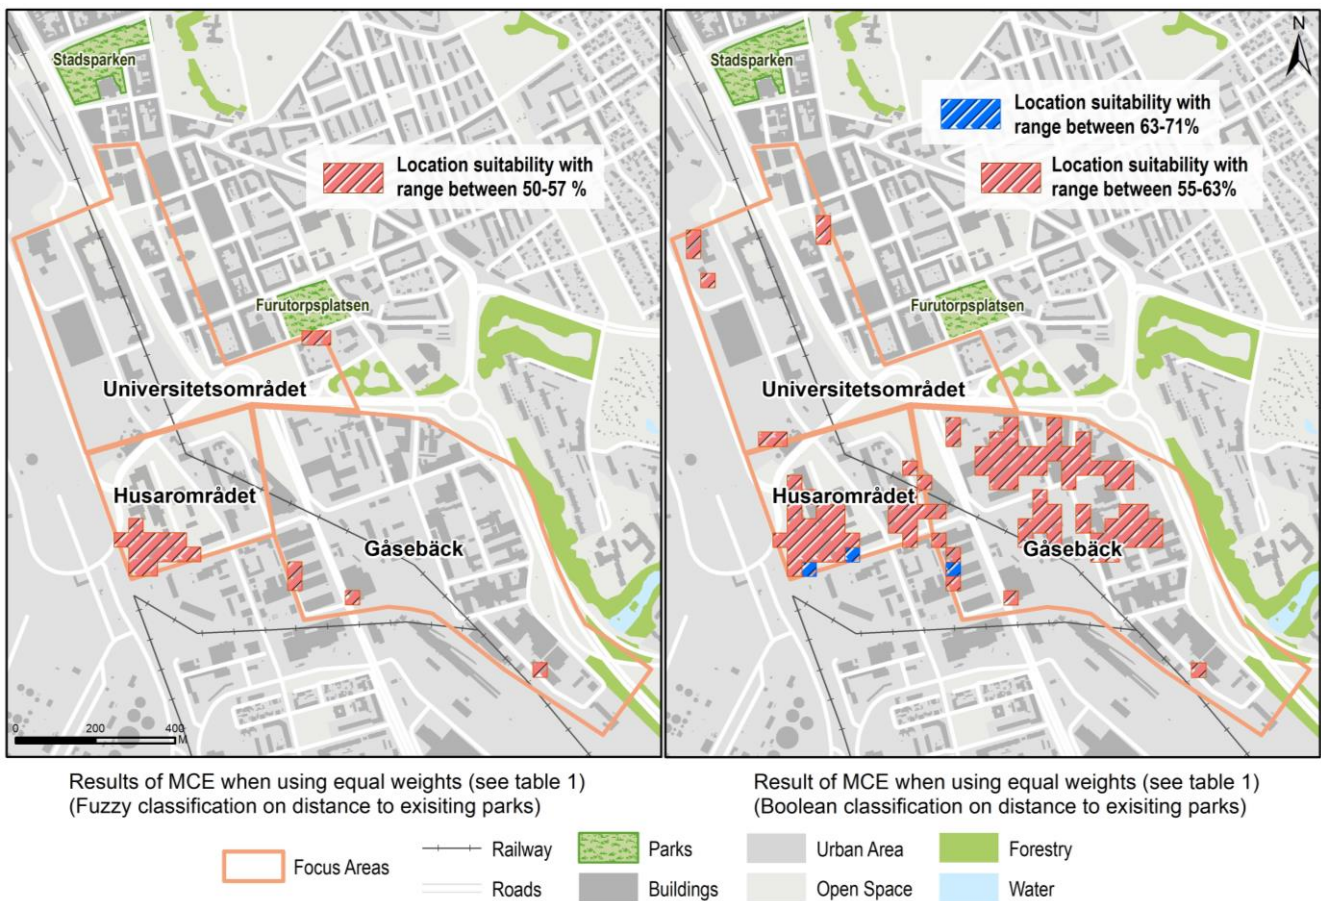 Stadsparken
Location suitability with
range between 50-57 %
Furutorpsplatsen
Universitetsområdet
Husarområdet
Gåsebäck
0 200 400
M
N
Stadsparken
Location suitability with
range between 63-71%
Location suitability with
range between 55-63%
Furutorpsplatsen
Universitetsområdet
Husarområdet
Gåsebäck
Results of MCE when using equal weights (see table 1)
(Fuzzy classification on distance to exisiting parks)
Result of MCE when using equal weights (see table 1)
(Boolean classification on distance to exisiting parks)
Focus Areas
Railway
Roads
Parks
Buildings
Urban Area
Open Space
Forestry
Water